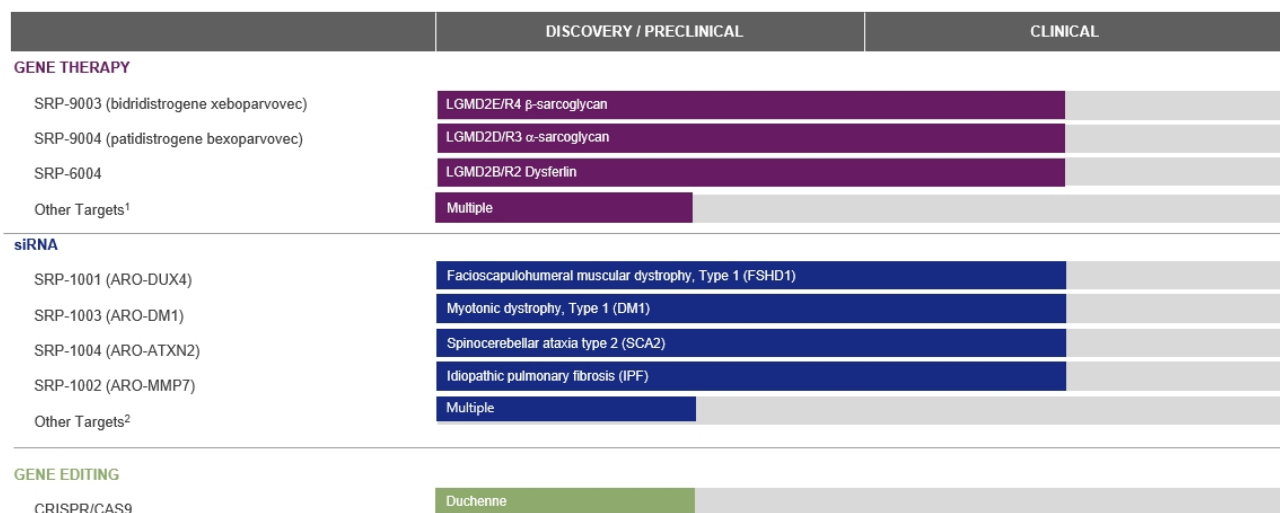 DISCOVERY / PRECLINICAL CLINICAL
GENE THERAPY
SRP-9003 (bidridistrogene xeboparvovec) LGMD2E/R4 β-sarcoglycan
SRP-9004 (patidistrogene bexoparvovec) LGMD2D/R3 α-sarcoglycan
SRP-6004 LGMD2B/R2 Dysferlin
Other Targets¹ Multiple
siRNA
SRP-1001 (ARO-DUX4) Facioscapulohumeral muscular dystrophy, Type 1 (FSHD1)
SRP-1003 (ARO-DM1) Myotonic dystrophy, Type 1 (DM1)
SRP-1004 (ARO-ATXN2) Spinocerebellar ataxia type 2 (SCA2)
SRP-1002 (ARO-MMP7) Idiopathic pulmonary fibrosis (IPF)
Other Targets² Multiple
GENE EDITING
CRISPR/CAS9 Duchenne